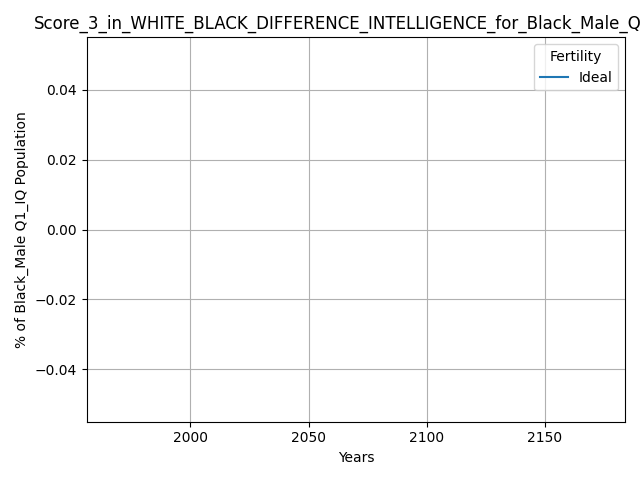 Score_3_in_WHITE_BLACK_DIFFERENCE_INTELLIGENCE_for_Black_Male_Q
Fertility
Ideal
% of Black_Male Q1_IQ Population
0.04
0.02
0.00
−0.02
−0.04
2000 2050 2100 2150
Years